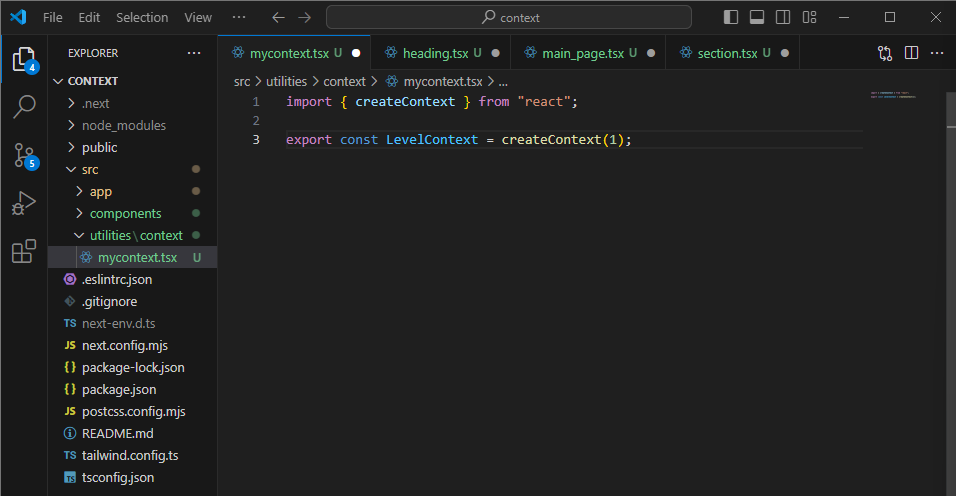 File Edit Selection View ··· context
EXPLORER ···
mycontext.tsx U heading.tsx U main_page.tsx U section.tsx U ···
src > utilities > context > mycontext.tsx > ...
CONTEXT
.next
node_modules
public
src
app
components
utilities\context
mycontext.tsx U
.eslintrc.json
.gitignore
TS next-env.d.ts
JS next.config.mjs
{} package-lock.json
{} package.json
JS postcss.config.mjs
README.md
TS tailwind.config.ts
TS tsconfig.json
4
5
1 import { createContext } from "react";
2
3 export const LevelContext = createContext(1);